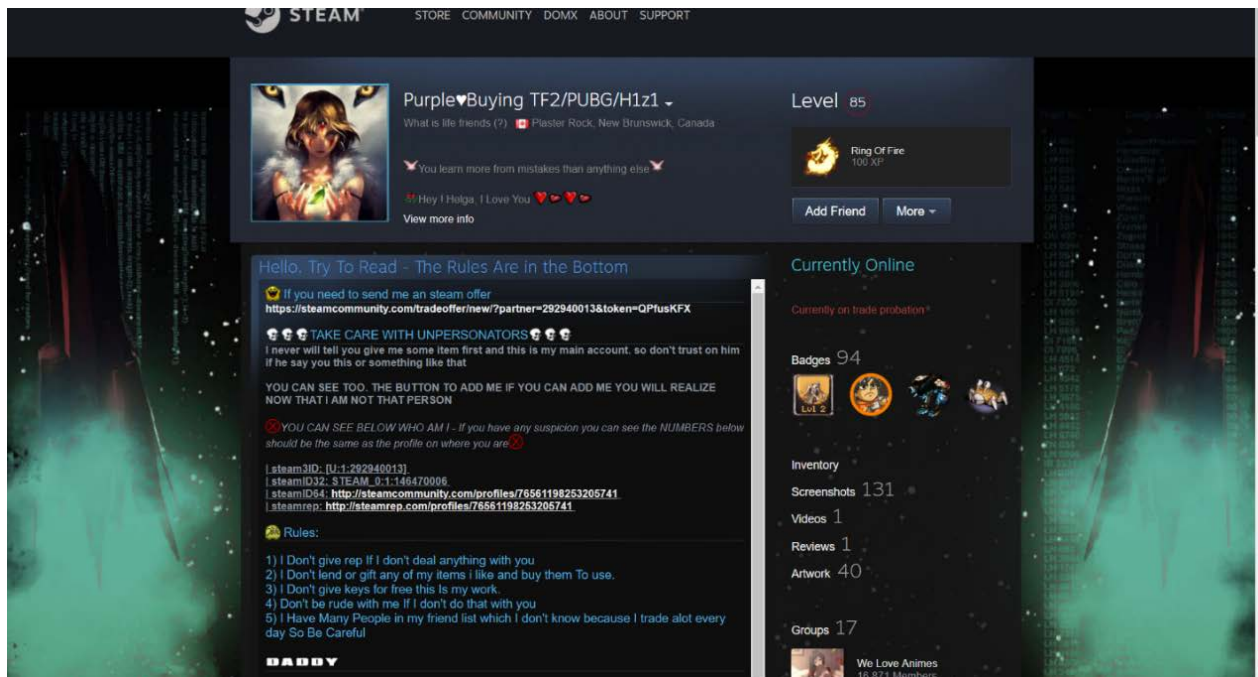 STEAM
STORE COMMUNITY DOMX ABOUT SUPPORT
Purple♥Buying TF2/PUBG/H1z1
What is life friends (?) Plaster Rock, New Brunswick, Canada
You learn more from mistakes than anything else
Hey ! Helga, I Love You
View more info
Level 85
Ring Of Fire
100 XP
Add Friend More
Hello. Try To Read - The Rules Are in the Bottom
If you need to send me an steam offer
https://steamcommunity.com/tradeoffer/new/?partner=292940013&token=QPfusKFX
TAKE CARE WITH UNPERSONATORS
I never will tell you give me some item first and this is my main account. so don't trust on him
if he say you this or something like that
YOU CAN SEE TOO. THE BUTTON TO ADD ME IF YOU CAN ADD ME YOU WILL REALIZE
NOW THAT I AM NOT THAT PERSON
YOU CAN SEE BELOW WHO AM I - If you have any suspicion you can see the NUMBERS below
should be the same as the profile on where you are
| steam3ID: [U:1:292940013]
| steamID32: STEAM_0:1:146470006
| steamID64: http://steamcommunity.com/profiles/76561198253205741
| steamrep: http://steamrep.com/profiles/76561198253205741
Rules:
1) I Don't give rep If I don't deal anything with you
2) I Don't lend or gift any of my items i like and buy them To use.
3) I Don't give keys for free this Is my work.
4) Don't be rude with me If I don't do that with you
5) I Have Many People in my friend list which I don't know because I trade alot every
day So Be Careful
DADDY
Currently Online
Currently on trade probation*
Badges 94
Lvl 2
Inventory
Screenshots 131
Videos 1
Reviews 1
Artwork 40
Groups 17
We Love Animes
16,871 Members